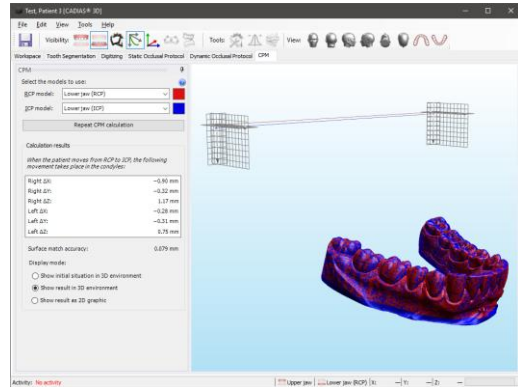 Test, Patient 3 [CADIAS® 3D]
File Edit View Tools Help
Visibility: Tools: View:
Workspace Tooth Segmentation Digitizing Static Occlusal Protocol Dynamic Occlusal Protocol CPM
CPM
Select the models to use:
RCP model: Lower jaw (RCP)
ICP model: Lower jaw (ICP)
Repeat CPM calculation
Calculation results
When the patient moves from RCP to ICP, the following
movement takes place in the condyles:
Right ΔX: −0.90 mm
Right ΔY: −0.32 mm
Right ΔZ: 1.17 mm
Left ΔX: −0.28 mm
Left ΔY: −0.31 mm
Left ΔZ: 0.75 mm
Surface match accuracy: 0.079 mm
Display mode:
Show initial situation in 3D environment
Show result in 3D environment
Show result as 2D graphic
Activity: No activity Upper jaw Lower jaw (RCP) X: — Y: — Z: —